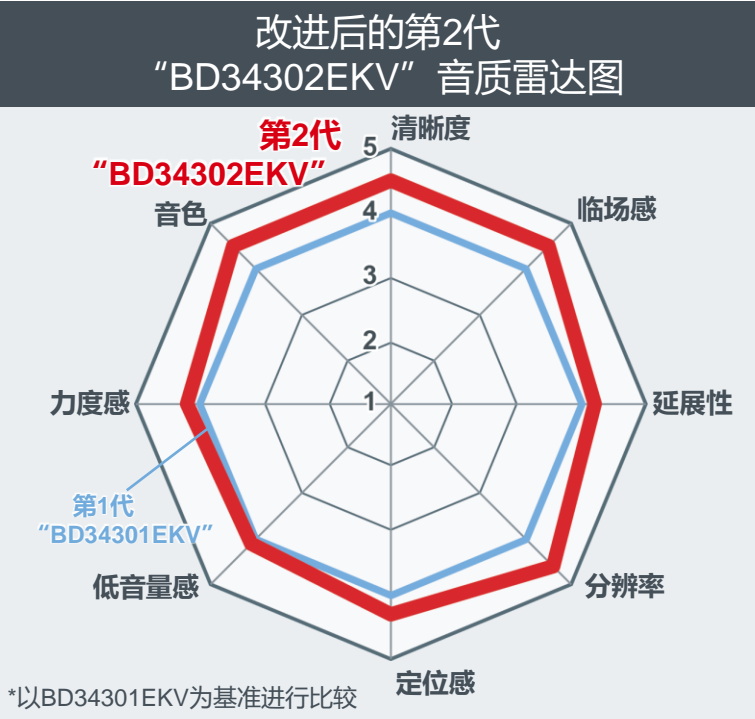 改进后的第2代
“BD34302EKV”音质雷达图
第2代
“BD34302EKV”
清晰度
5
4
3
2
1
音色
临场感
力度感
延展性
第1代
“BD34301EKV”
低音量感
分辨率
定位感
*以BD34301EKV为基准进行比较